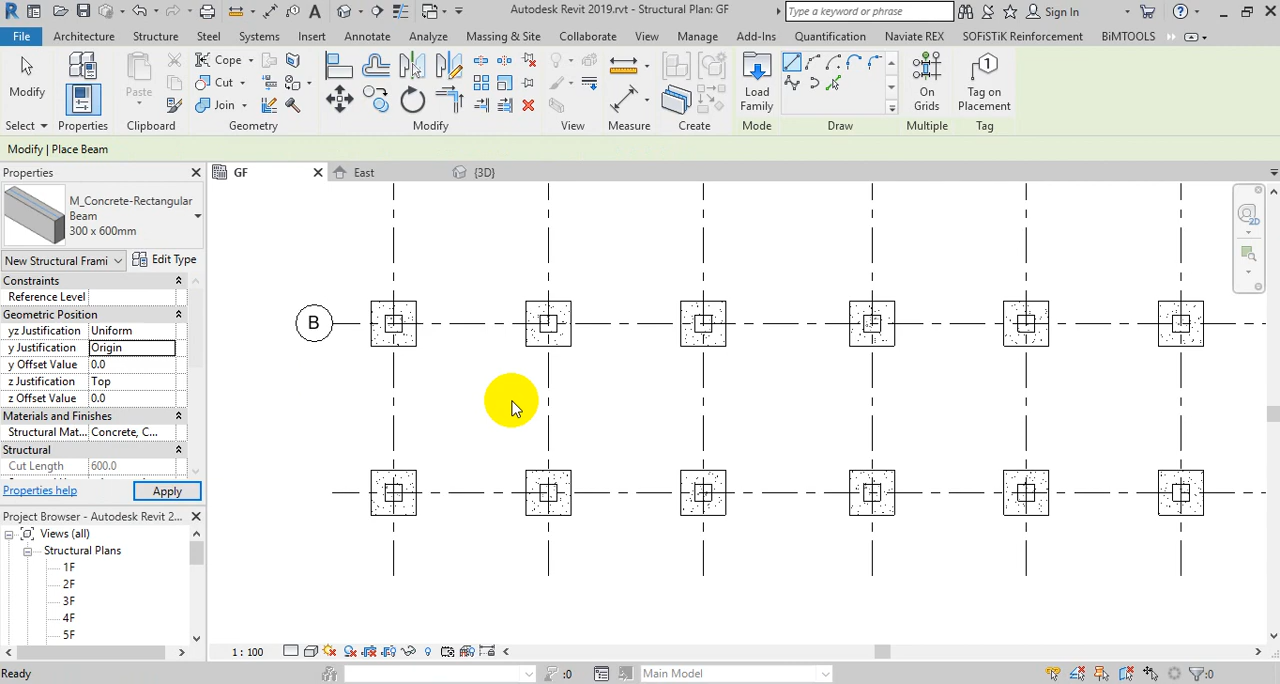 Autodesk Revit 2019.rvt - Structural Plan: GF
Type a keyword or phrase
Sign In
File Architecture Structure Steel Systems Insert Annotate Analyze Massing & Site Collaborate View Manage Add-Ins Quantification Naviate REX SOFiSTiK Reinforcement BiMTOOLS
Modify
Paste
Cope
Cut
Join
Load
Family
On
Grids
Tag on
Placement
Select Properties Clipboard Geometry Modify View Measure Create Mode Draw Multiple Tag
Modify | Place Beam
Properties
GF
East
{3D}
M_Concrete-Rectangular
Beam
300 x 600mm
New Structural Frami
Edit Type
Constraints
Reference Level
Geometric Position
yz Justification Uniform
y Justification Origin
y Offset Value 0.0
z Justification Top
z Offset Value 0.0
Materials and Finishes
Structural Mat... Concrete, C...
Structural
Cut Length 600.0
Properties help
Apply
Project Browser - Autodesk Revit 2...
Views (all)
Structural Plans
1F
2F
3F
4F
5F
B
2D
1 : 100
Ready
:0
Main Model
:0